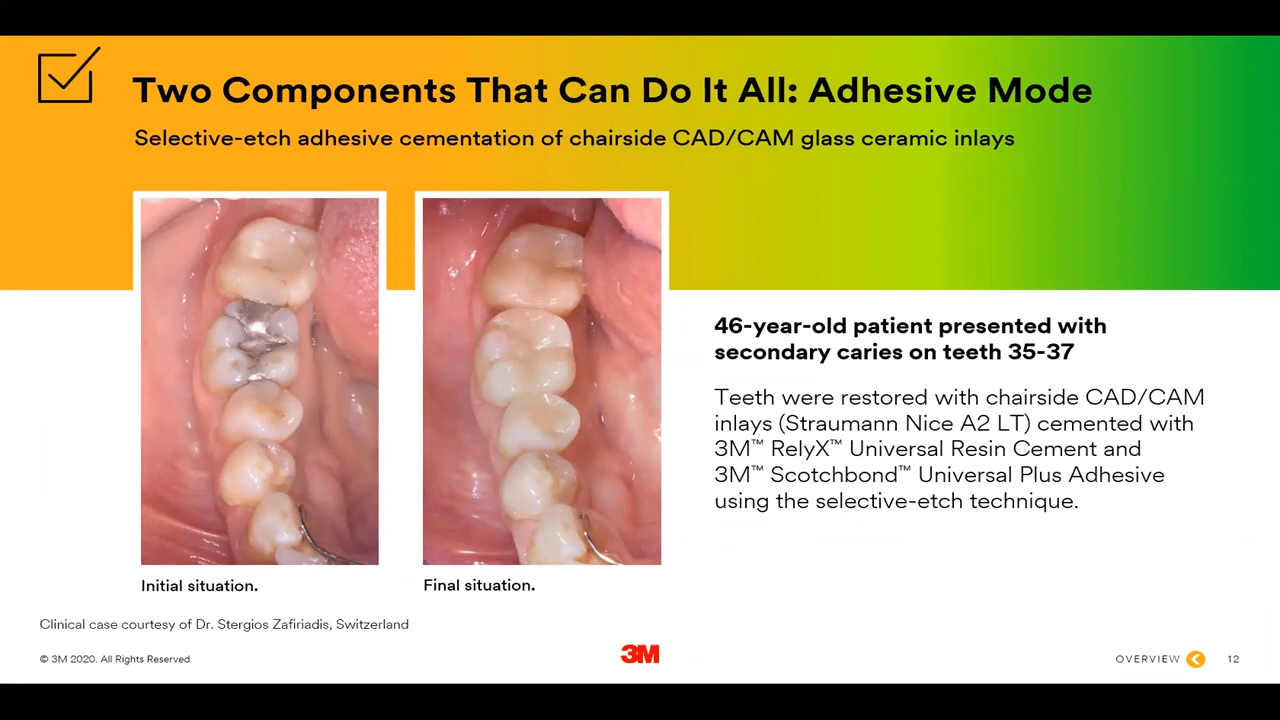 Two Components That Can Do It All: Adhesive Mode
Selective-etch adhesive cementation of chairside CAD/CAM glass ceramic inlays
46-year-old patient presented with
secondary caries on teeth 35-37
Teeth were restored with chairside CAD/CAM
inlays (Straumann Nice A2 LT) cemented with
3M™ RelyX™ Universal Resin Cement and
3M™ Scotchbond™ Universal Plus Adhesive
using the selective-etch technique.
Initial situation.
Final situation.
Clinical case courtesy of Dr. Stergios Zafiriadis, Switzerland
© 3M 2020. All Rights Reserved.
3M
OVERVIEW
12